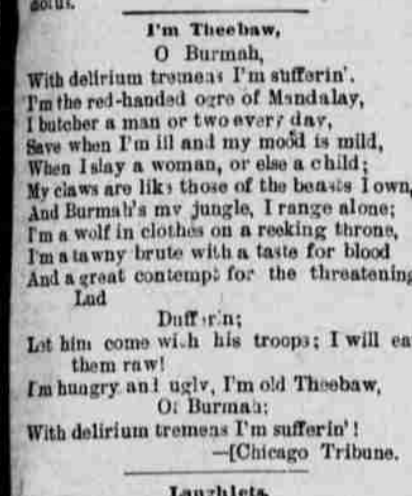 dotus.
I'm Theebaw,
O Burmah,
With delirium tremens I'm sufferin'.
I'm the red-handed ogre of Mandalay,
I butcher a man or two every day,
Save when I'm ill and my mood is mild,
When I slay a woman, or else a child;
My claws are like those of the beasts I own,
And Burmah's my jungle, I range alone;
I'm a wolf in clothes on a reeking throne,
I'm a tawny brute with a taste for blood
And a great contempt for the threatening
Lud
Dufferin;
Let him come with his troops; I will ea
them raw!
I'm hungry and ugly, I'm old Theebaw,
O! Burmah;
With delirium tremens I'm sufferin'!
—[Chicago Tribune.
Laughlets.